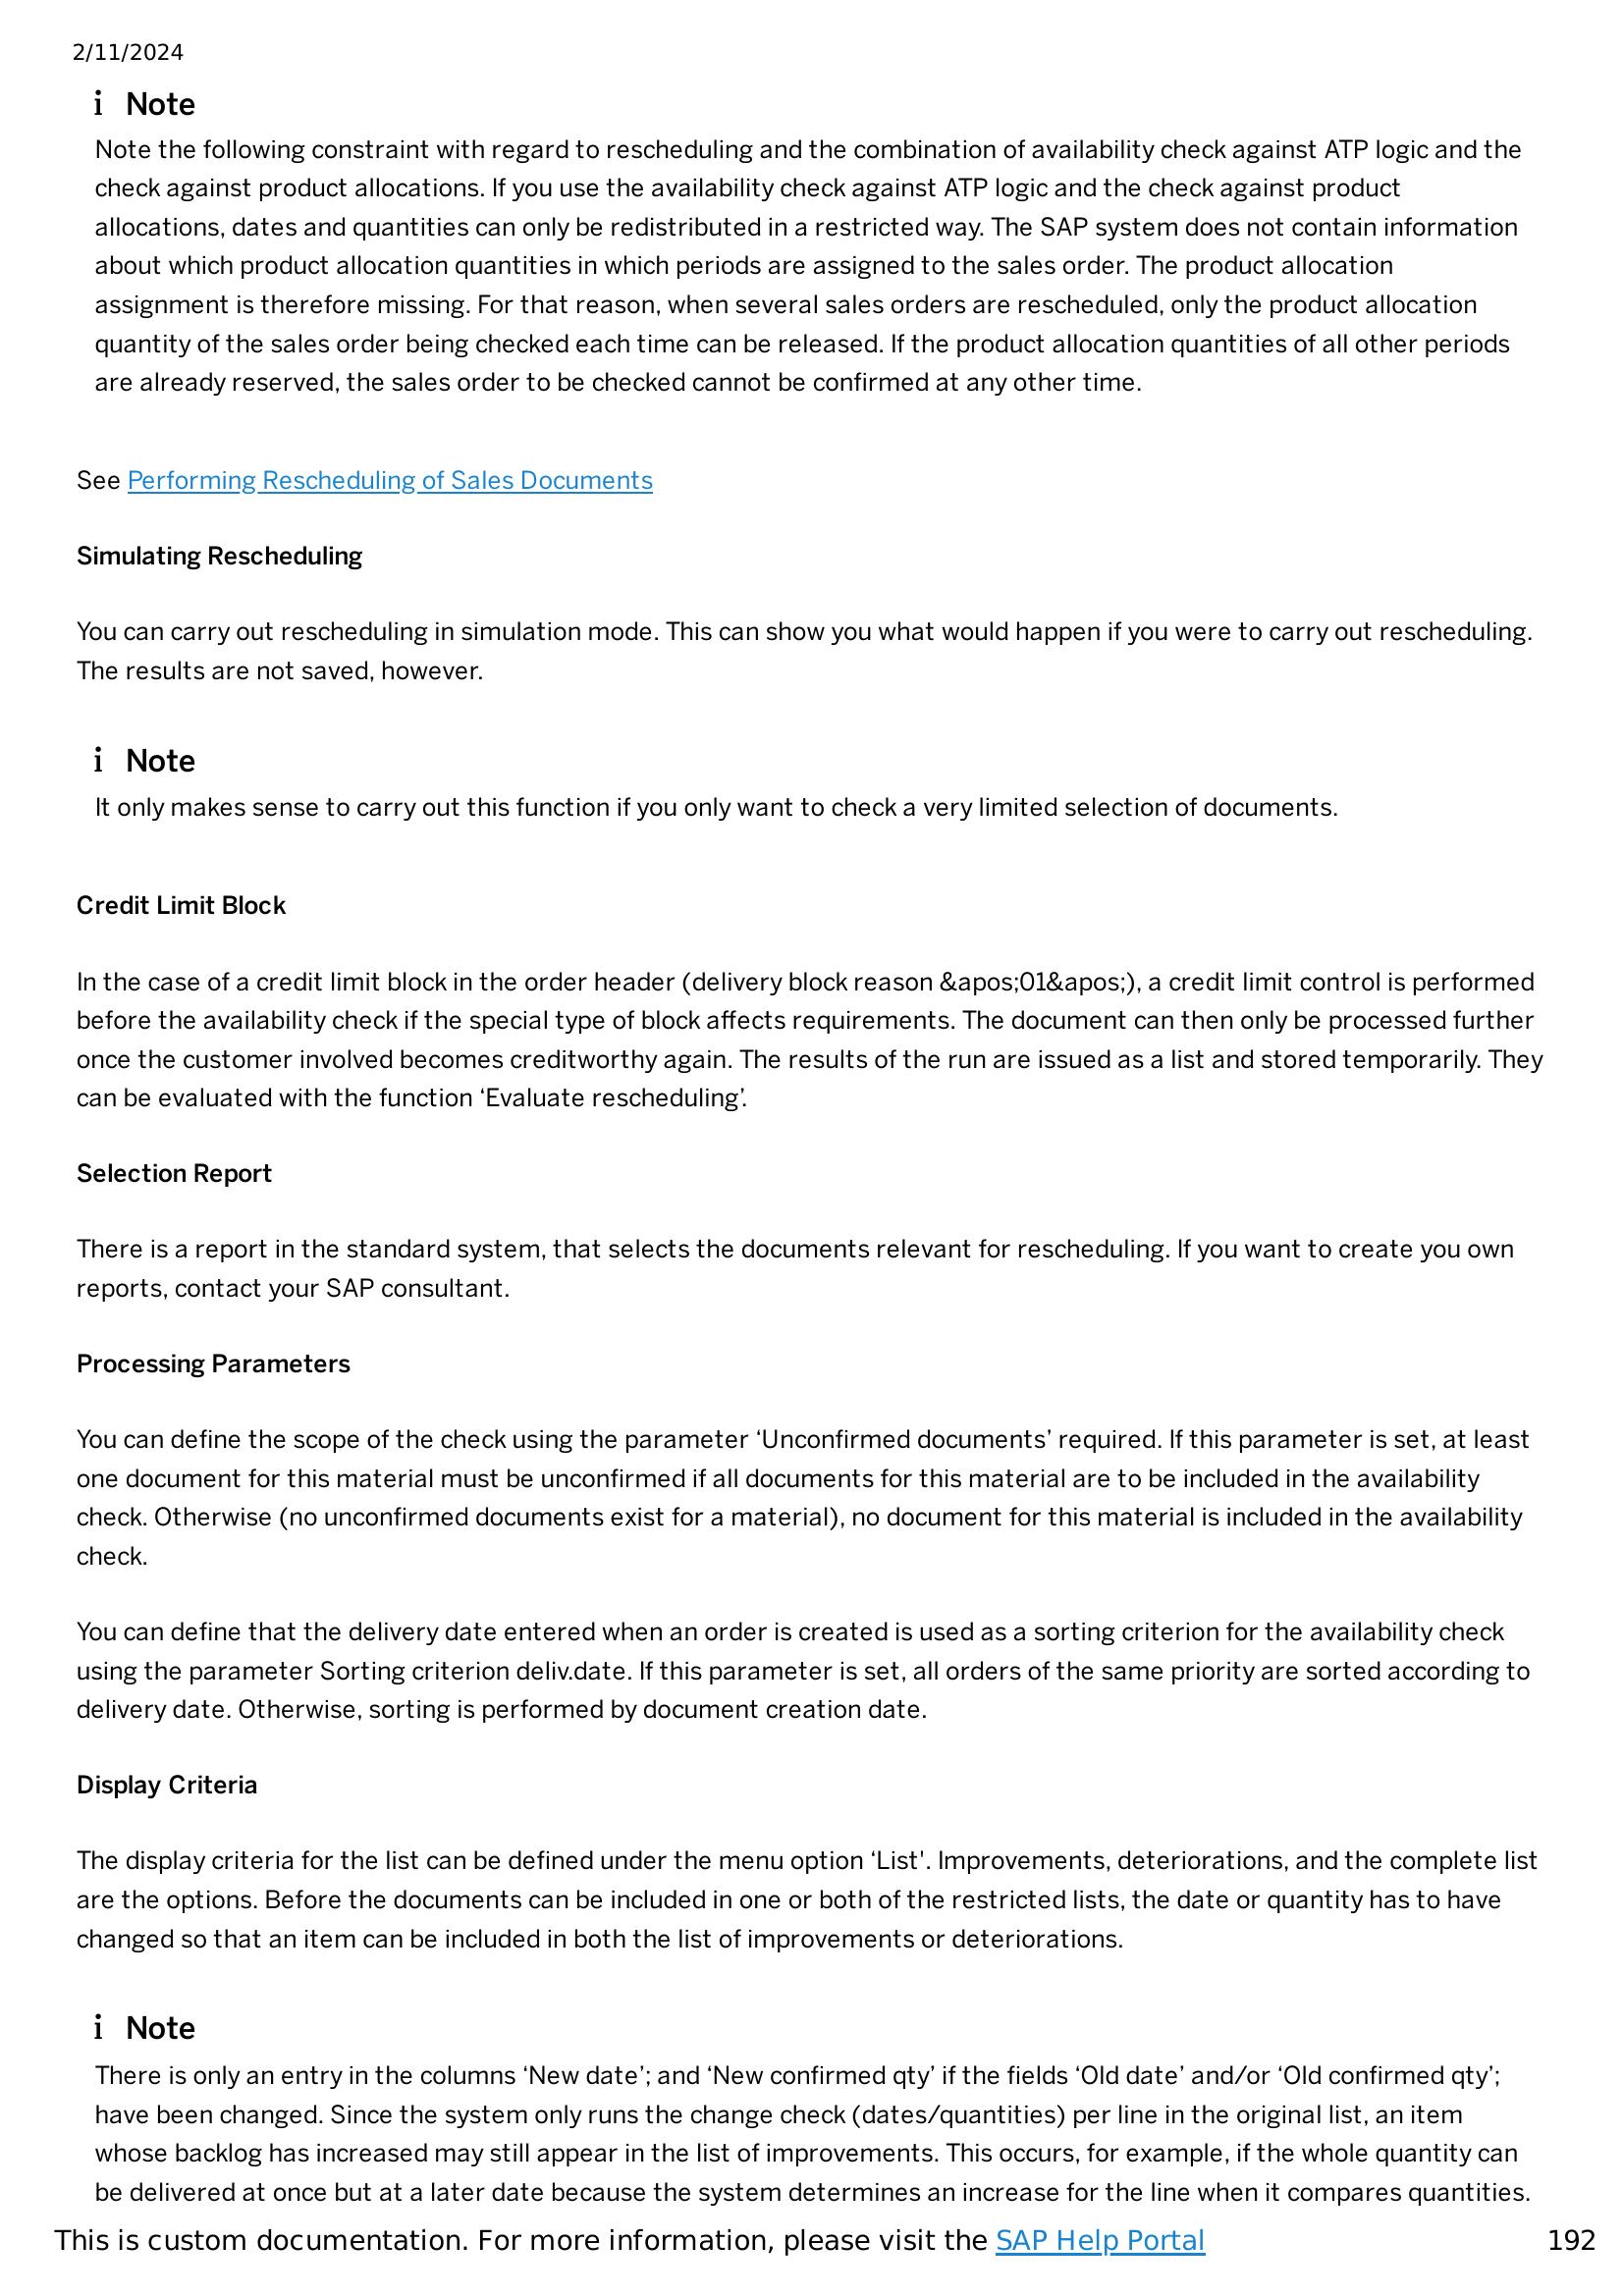 2/11/2024
i Note
Note the following constraint with regard to rescheduling and the combination of availability check against ATP logic and the
check against product allocations. If you use the availability check against ATP logic and the check against product
allocations, dates and quantities can only be redistributed in a restricted way. The SAP system does not contain information
about which product allocation quantities in which periods are assigned to the sales order. The product allocation
assignment is therefore missing. For that reason, when several sales orders are rescheduled, only the product allocation
quantity of the sales order being checked each time can be released. If the product allocation quantities of all other periods
are already reserved, the sales order to be checked cannot be confirmed at any other time.
See Performing Rescheduling of Sales Documents
Simulating Rescheduling
You can carry out rescheduling in simulation mode. This can show you what would happen if you were to carry out rescheduling.
The results are not saved, however.
i Note
It only makes sense to carry out this function if you only want to check a very limited selection of documents.
Credit Limit Block
In the case of a credit limit block in the order header (delivery block reason &apos;01&apos;), a credit limit control is performed
before the availability check if the special type of block affects requirements. The document can then only be processed further
once the customer involved becomes creditworthy again. The results of the run are issued as a list and stored temporarily. They
can be evaluated with the function ‘Evaluate rescheduling’.
Selection Report
There is a report in the standard system, that selects the documents relevant for rescheduling. If you want to create you own
reports, contact your SAP consultant.
Processing Parameters
You can define the scope of the check using the parameter ‘Unconfirmed documents’ required. If this parameter is set, at least
one document for this material must be unconfirmed if all documents for this material are to be included in the availability
check. Otherwise (no unconfirmed documents exist for a material), no document for this material is included in the availability
check.
You can define that the delivery date entered when an order is created is used as a sorting criterion for the availability check
using the parameter Sorting criterion deliv.date. If this parameter is set, all orders of the same priority are sorted according to
delivery date. Otherwise, sorting is performed by document creation date.
Display Criteria
The display criteria for the list can be defined under the menu option ‘List'. Improvements, deteriorations, and the complete list
are the options. Before the documents can be included in one or both of the restricted lists, the date or quantity has to have
changed so that an item can be included in both the list of improvements or deteriorations.
i Note
There is only an entry in the columns ‘New date’; and ‘New confirmed qty’ if the fields ‘Old date’ and/or ‘Old confirmed qty’;
have been changed. Since the system only runs the change check (dates/quantities) per line in the original list, an item
whose backlog has increased may still appear in the list of improvements. This occurs, for example, if the whole quantity can
be delivered at once but at a later date because the system determines an increase for the line when it compares quantities.
This is custom documentation. For more information, please visit the SAP Help Portal 192